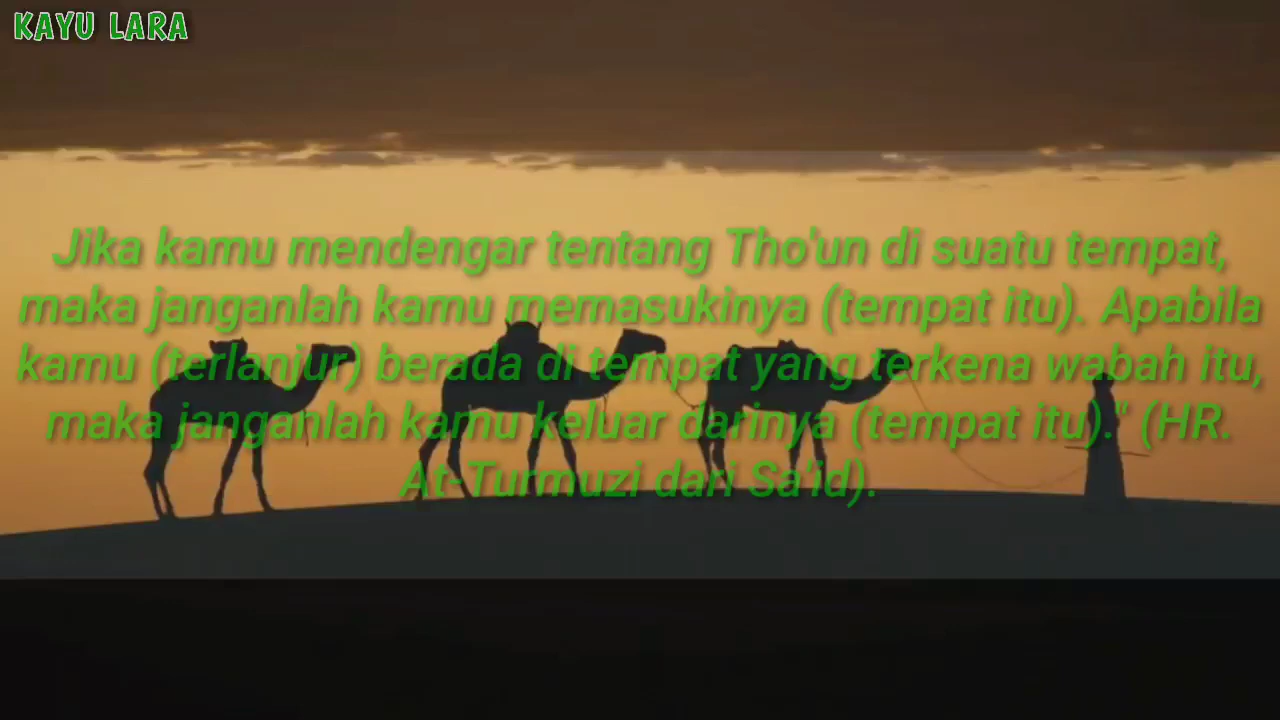 KAYU LARA
Jika kamu mendengar tentang Tho'un di suatu tempat,
maka janganlah kamu memasukinya (tempat itu). Apabila
kamu (terlanjur) berada di tempat yang terkena wabah itu,
maka janganlah kamu keluar darinya (tempat itu)." (HR.
At-Turmuzi dari Sa'id).